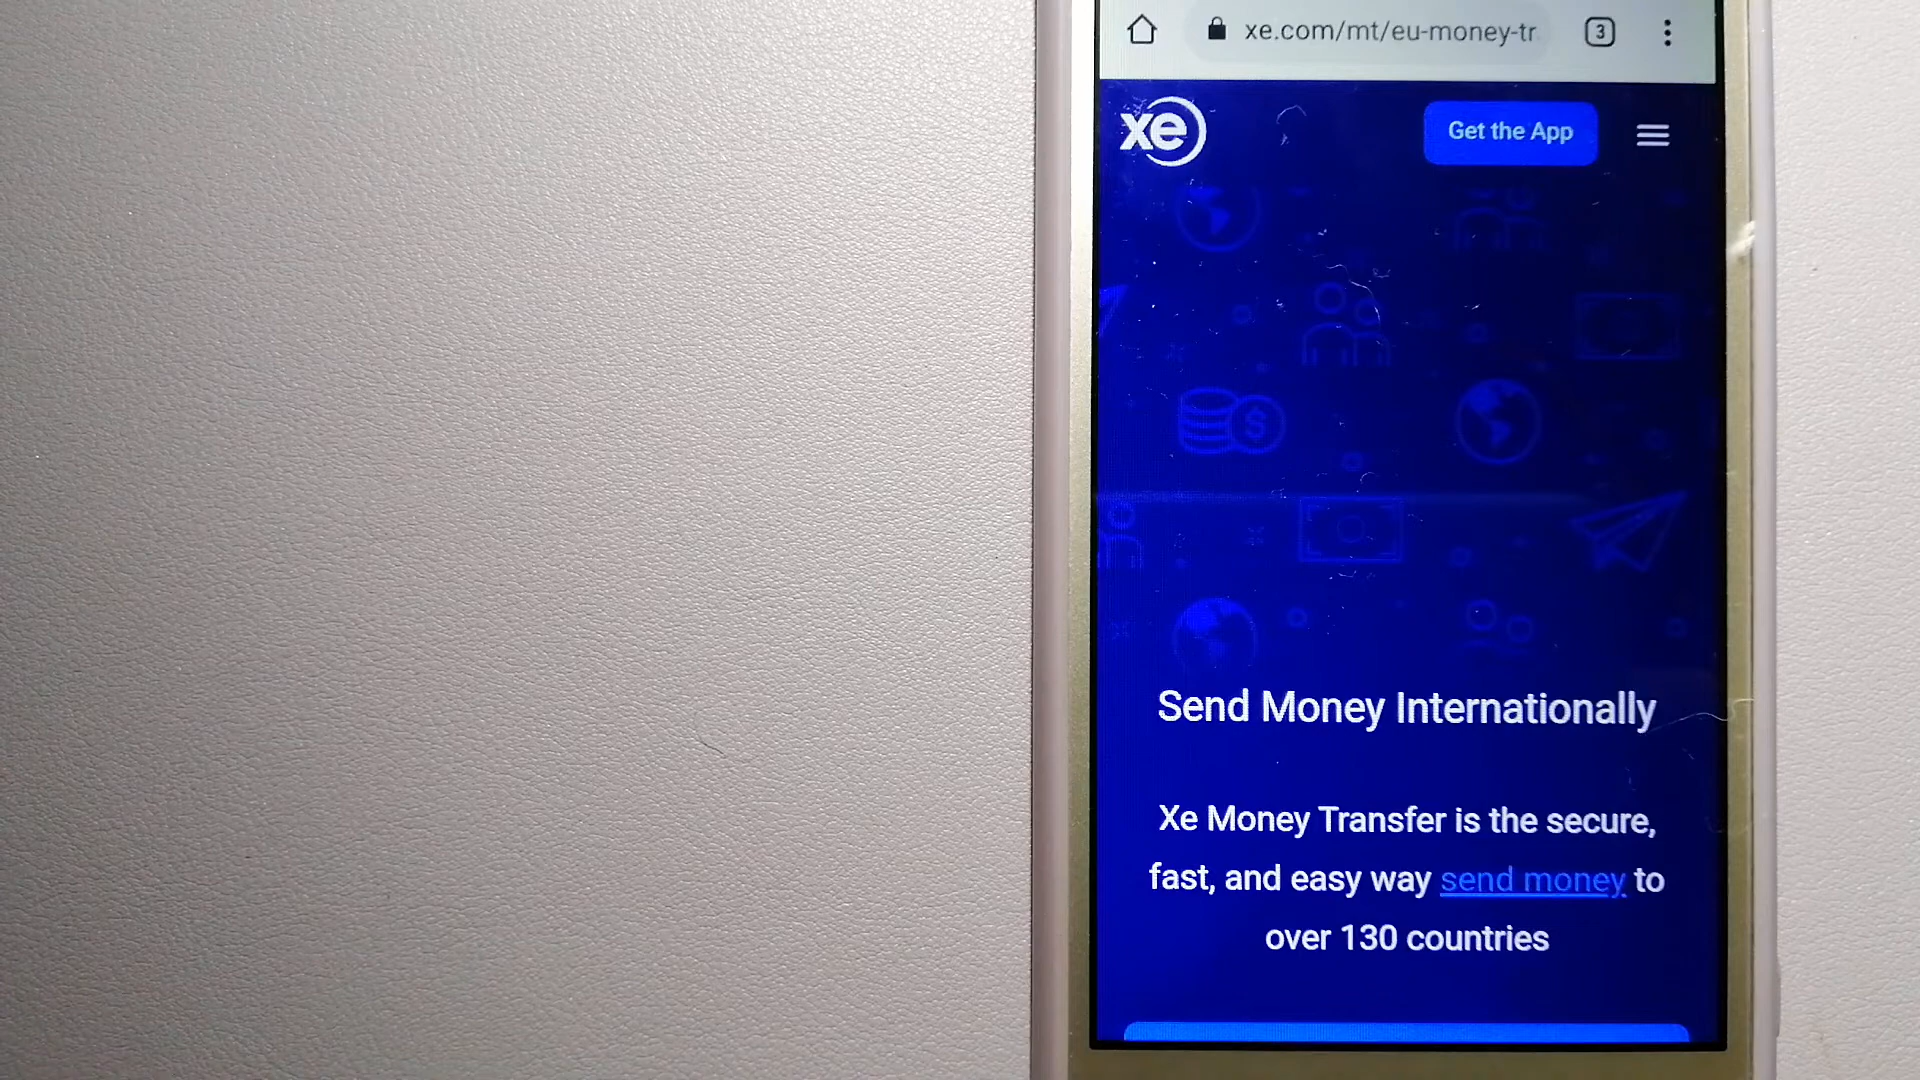 xe.com/mt/eu-money-tr
3
xe
Get the App
Send Money Internationally
Xe Money Transfer is the secure,
fast, and easy way send money to
over 130 countries